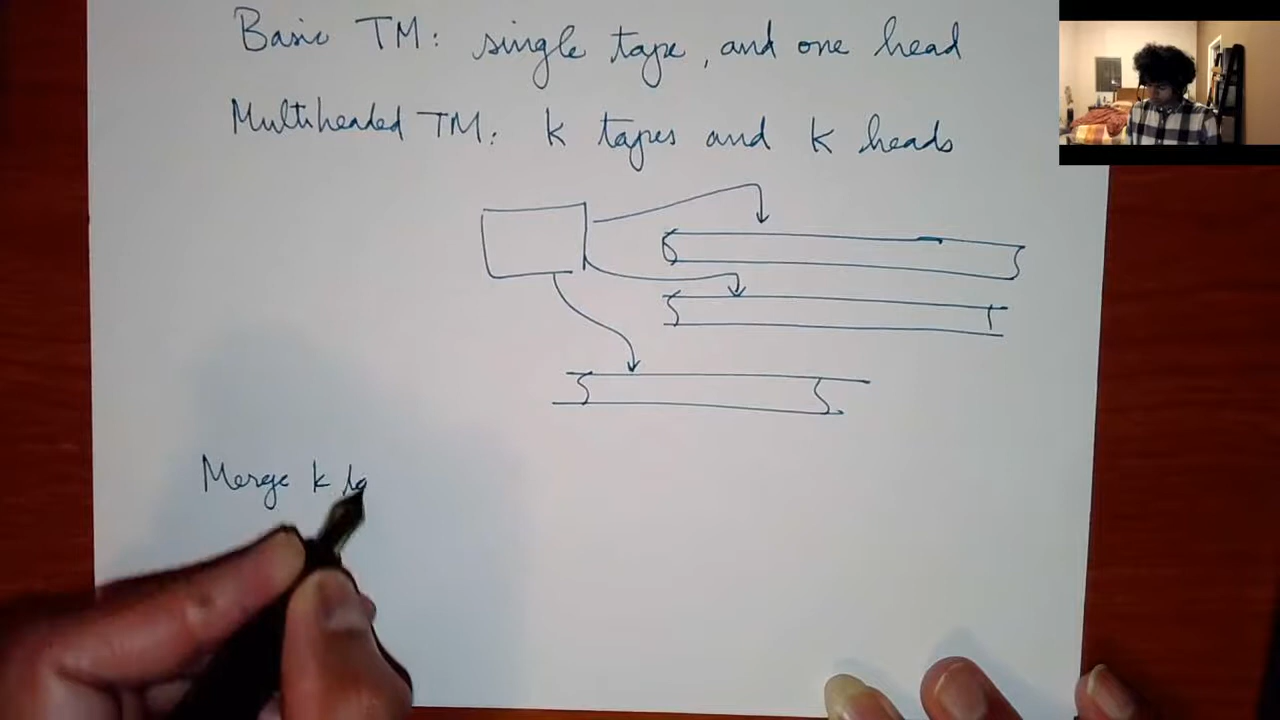 Basic TM: single tape, and one head
Multiheaded TM: k tapes and k heads
Merge k